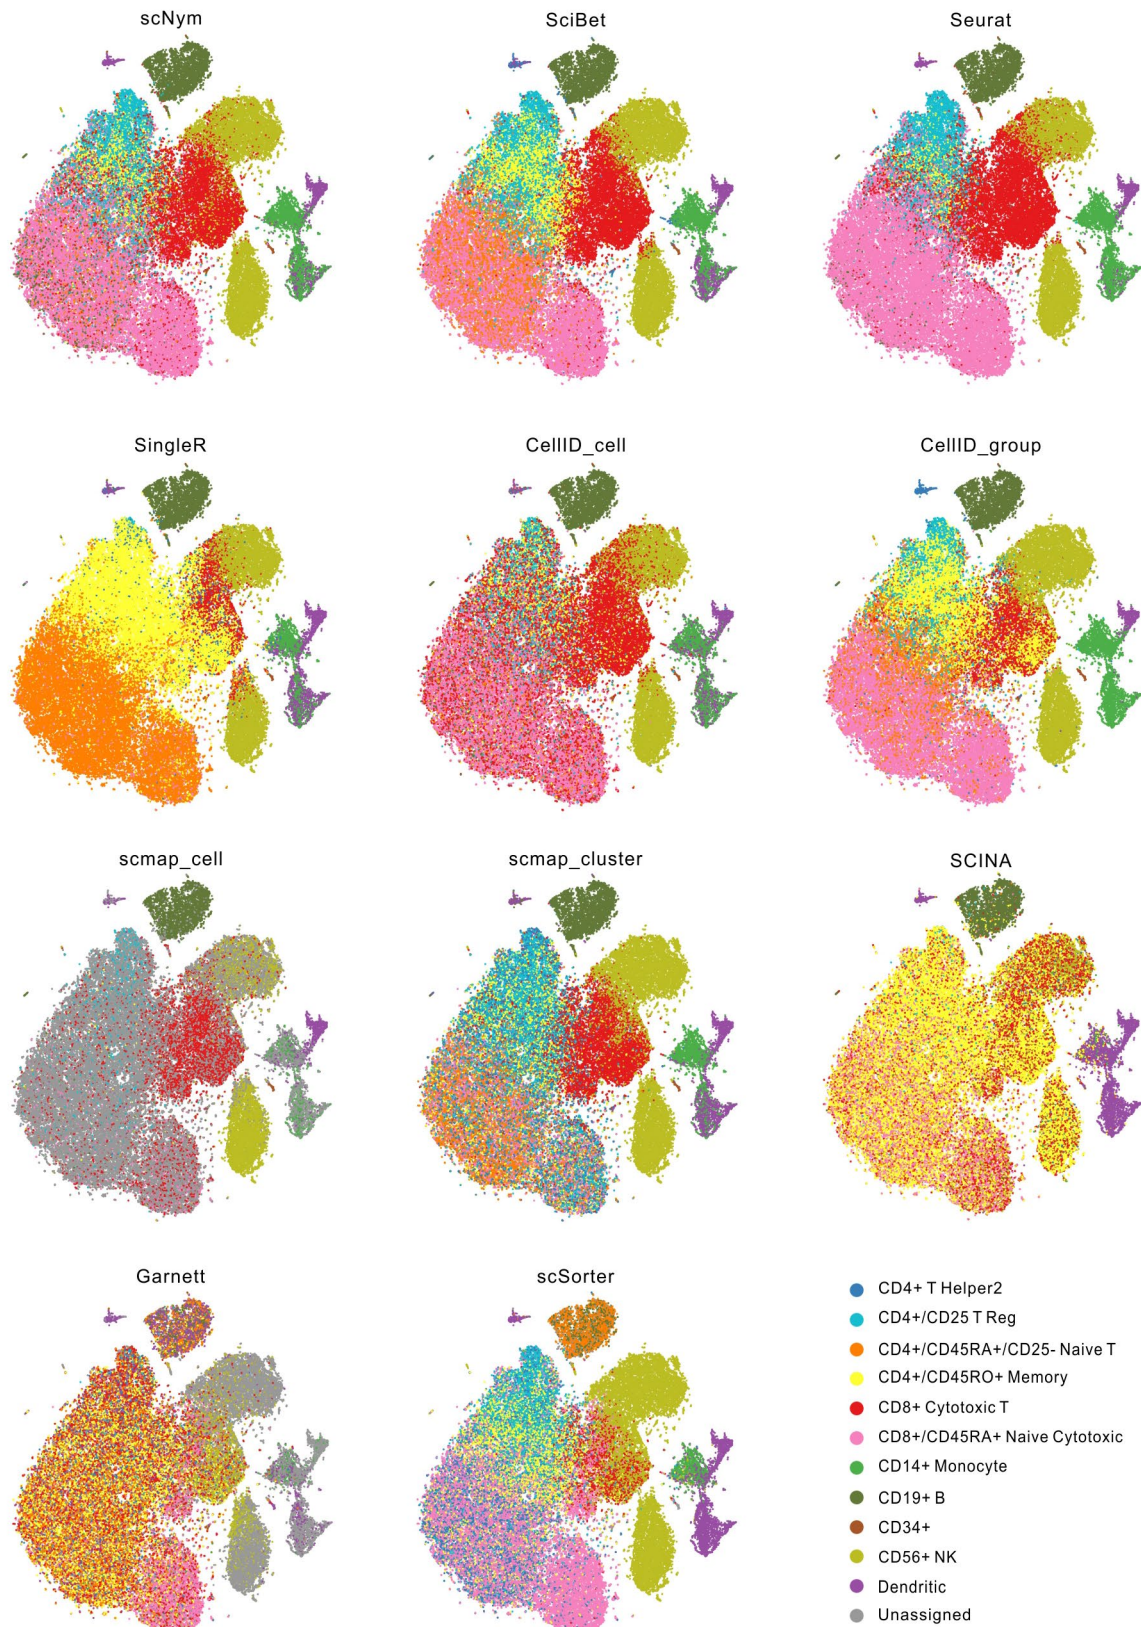 scNym
SciBet
Seurat
SingleR
CellID_cell
CellID_group
scmap_cell
scmap_cluster
SCINA
Garnett
scSorter
CD4+ T Helper2
CD4+/CD25 T Reg
CD4+/CD45RA+/CD25- Naive T
CD4+/CD45RO+ Memory
CD8+ Cytotoxic T
CD8+/CD45RA+ Naive Cytotoxic
CD14+ Monocyte
CD19+ B
CD34+
CD56+ NK
Dendritic
Unassigned